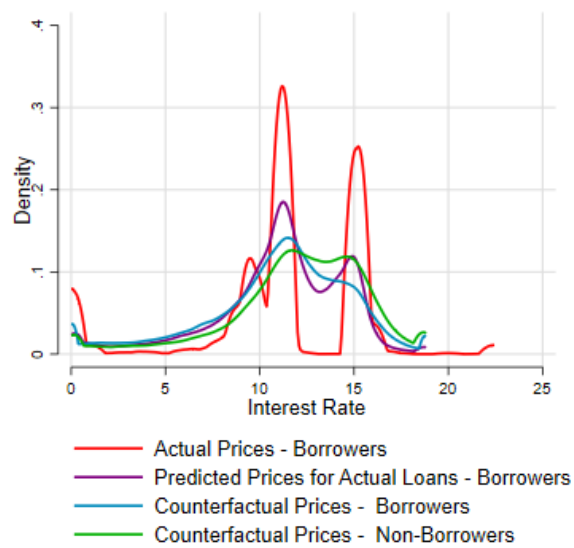 .4
.3
.2
.1
0
Density
0 5 10 15 20 25
Interest Rate
Actual Prices - Borrowers
Predicted Prices for Actual Loans - Borrowers
Counterfactual Prices -  Borrowers
Counterfactual Prices -  Non-Borrowers